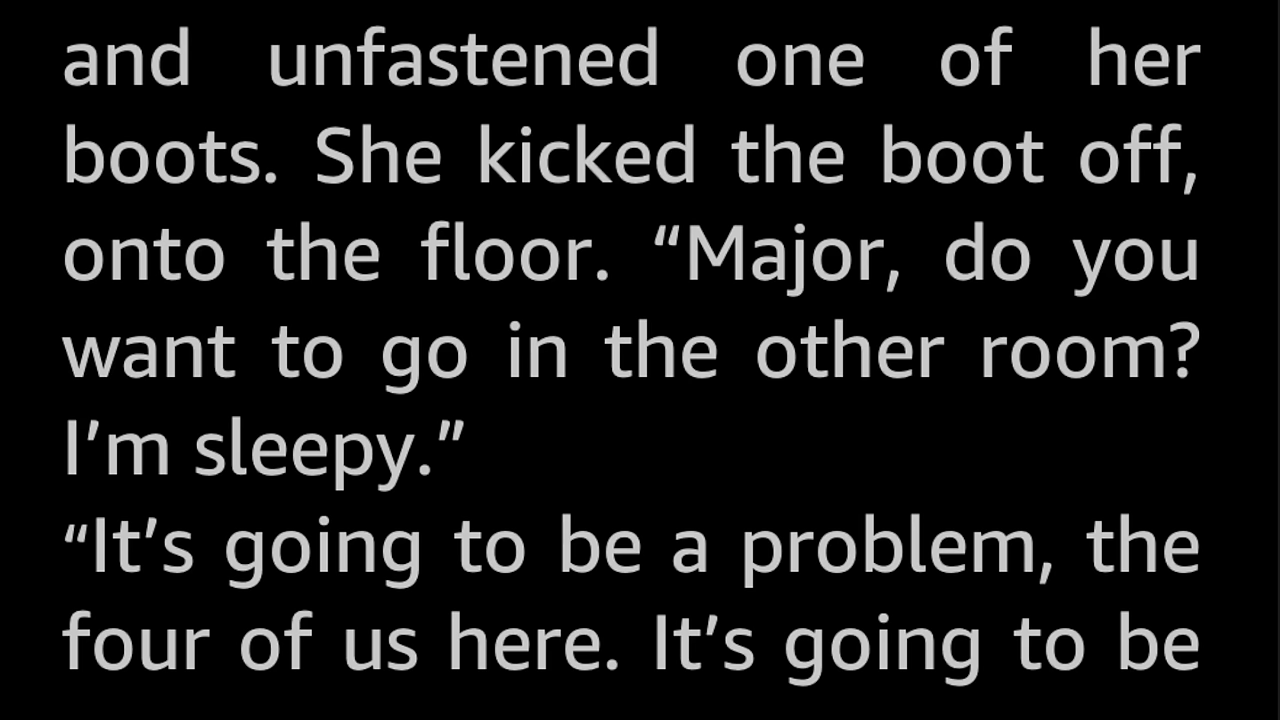 and unfastened one of her
boots. She kicked the boot off,
onto the floor. “Major, do you
want to go in the other room?
I’m sleepy.”
“It’s going to be a problem, the
four of us here. It’s going to be